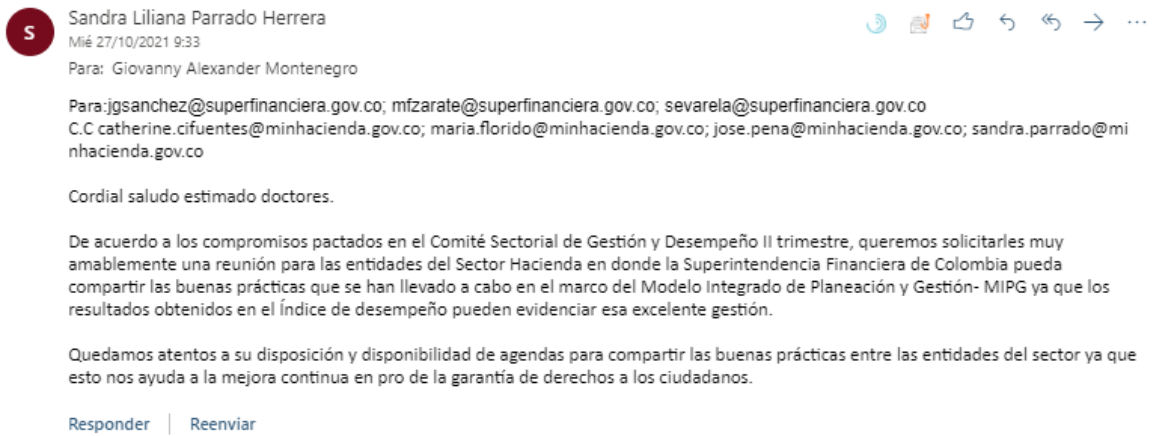 S
Sandra Liliana Parrado Herrera
Mié 27/10/2021 9:33
Para: Giovanny Alexander Montenegro
Para:jgsanchez@superfinanciera.gov.co; mfzarate@superfinanciera.gov.co; sevarela@superfinanciera.gov.co
C.C catherine.cifuentes@minhacienda.gov.co; maria.florido@minhacienda.gov.co; jose.pena@minhacienda.gov.co; sandra.parrado@mi
nhacienda.gov.co
Cordial saludo estimado doctores.
De acuerdo a los compromisos pactados en el Comité Sectorial de Gestión y Desempeño II trimestre, queremos solicitarles muy
amablemente una reunión para las entidades del Sector Hacienda en donde la Superintendencia Financiera de Colombia pueda
compartir las buenas prácticas que se han llevado a cabo en el marco del Modelo Integrado de Planeación y Gestión- MIPG ya que los
resultados obtenidos en el Índice de desempeño pueden evidenciar esa excelente gestión.
Quedamos atentos a su disposición y disponibilidad de agendas para compartir las buenas prácticas entre las entidades del sector ya que
esto nos ayuda a la mejora continua en pro de la garantía de derechos a los ciudadanos.
Responder | Reenviar